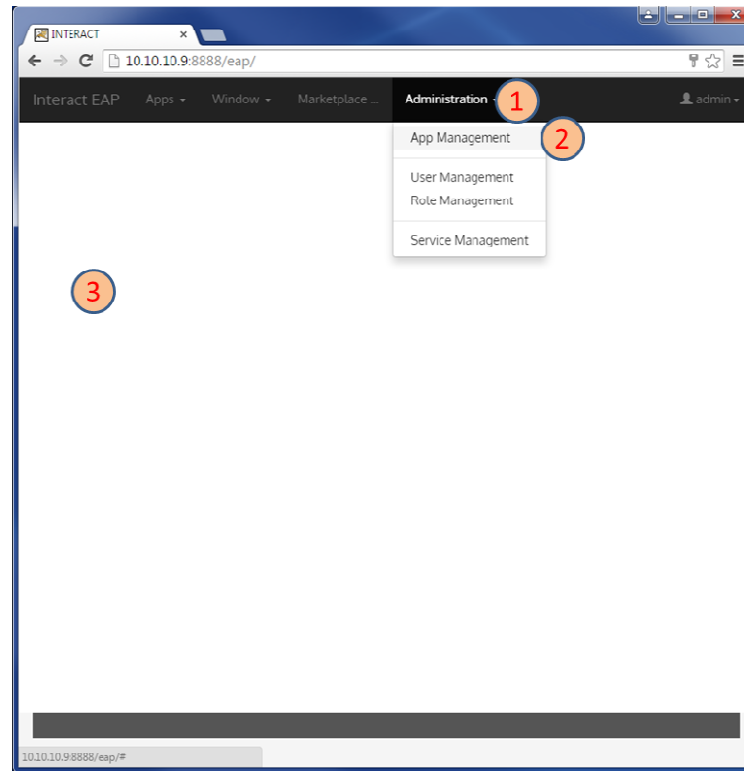 INTERACT
10.10.10.9:8888/eap/
Interact EAP Apps Window Marketplace ... Administration 1 admin
App Management 2
User Management
Role Management
Service Management
3
10.10.10.9:8888/eap/#